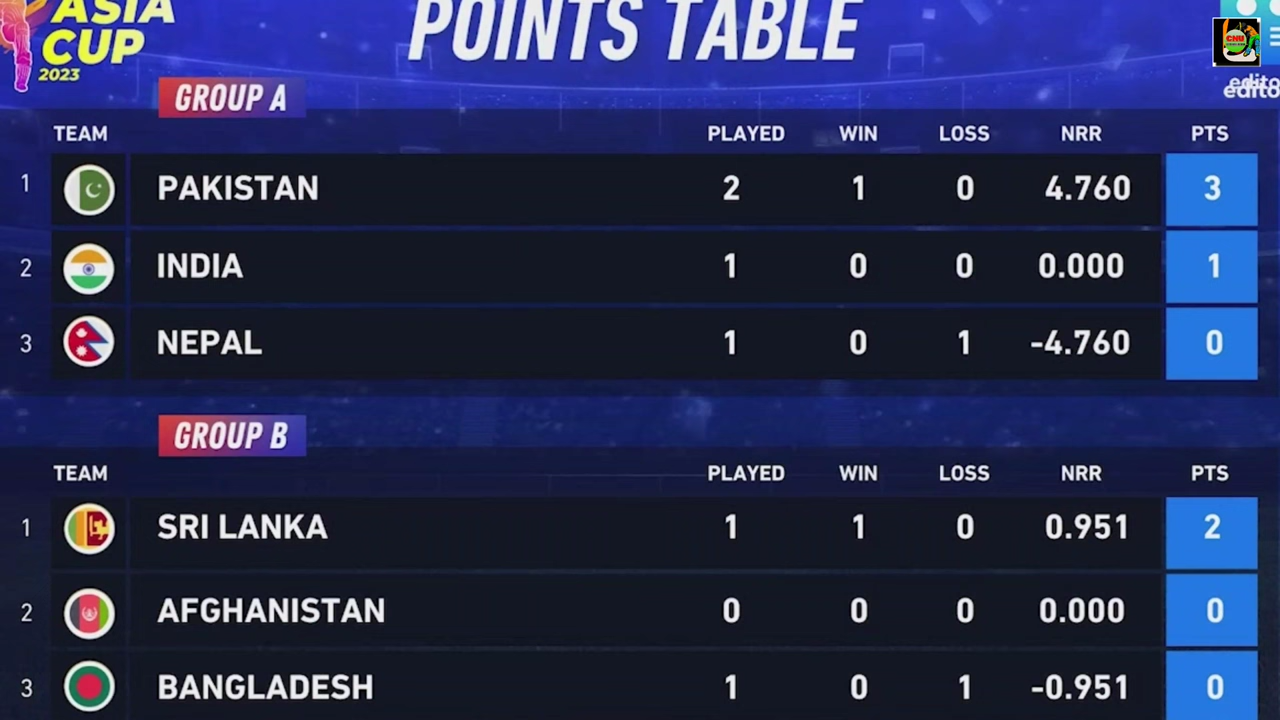 ASIA
CUP
2023
POINTS TABLE
CNU
edito
edito
GROUP A
TEAM PLAYED WIN LOSS NRR PTS
1 PAKISTAN 2 1 0 4.760 3
2 INDIA 1 0 0 0.000 1
3 NEPAL 1 0 1 -4.760 0
GROUP B
TEAM PLAYED WIN LOSS NRR PTS
1 SRI LANKA 1 1 0 0.951 2
2 AFGHANISTAN 0 0 0 0.000 0
3 BANGLADESH 1 0 1 -0.951 0